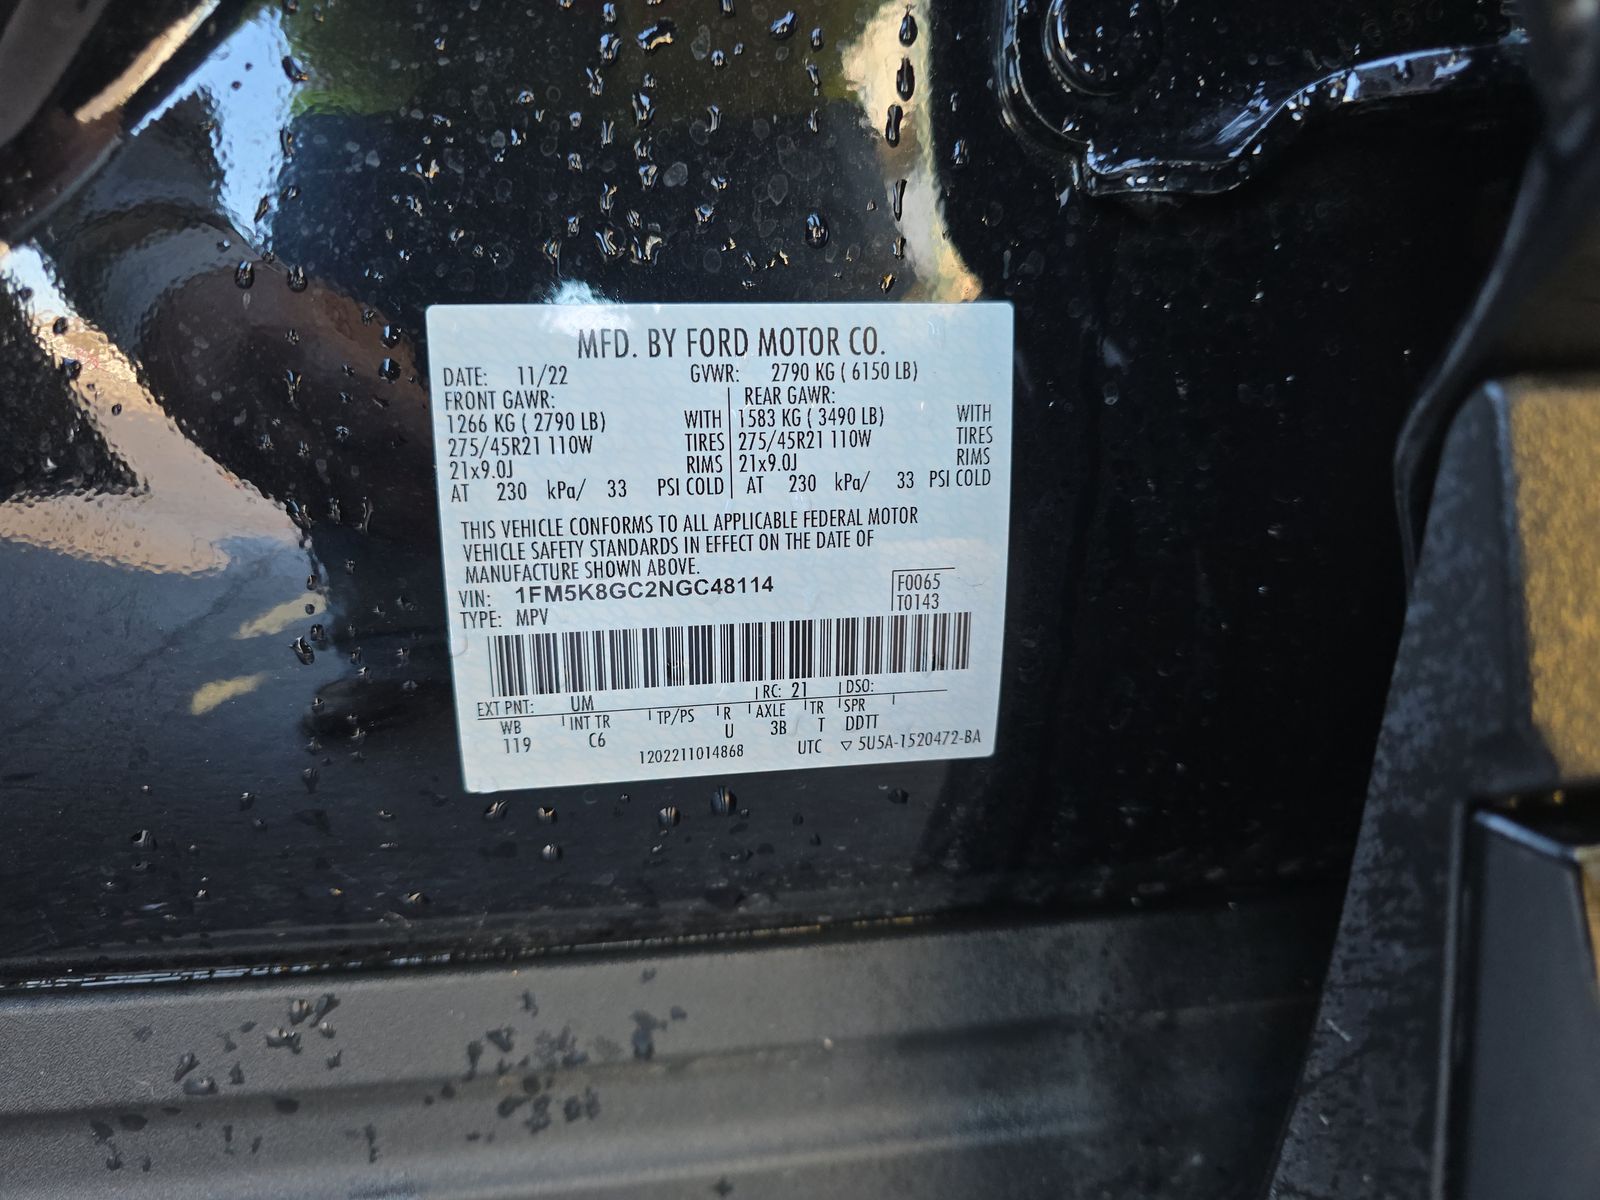 MFD. BY FORD MOTOR CO.
DATE: 11/22 GVWR: 2790 KG ( 6150 LB)
FRONT GAWR: REAR GAWR:
1266 KG ( 2790 LB) WITH 1583 KG ( 3490 LB) WITH
275/45R21 110W TIRES 275/45R21 110W TIRES
21x9.0J RIMS 21x9.0J RIMS
AT 230 kPa/ 33 PSI COLD AT 230 kPa/ 33 PSI COLD
THIS VEHICLE CONFORMS TO ALL APPLICABLE FEDERAL MOTOR
VEHICLE SAFETY STANDARDS IN EFFECT ON THE DATE OF
MANUFACTURE SHOWN ABOVE.
VIN: 1FM5K8GC2NGC48114 F0065
TYPE: MPV T0143
EXT PNT: UM RC: 21 DSO:
WB INT TR TP/PS R AXLE TR SPR
119 C6 U 3B T DDTT
1202211014868 UTC ▽ 5U5A-1520472-BA